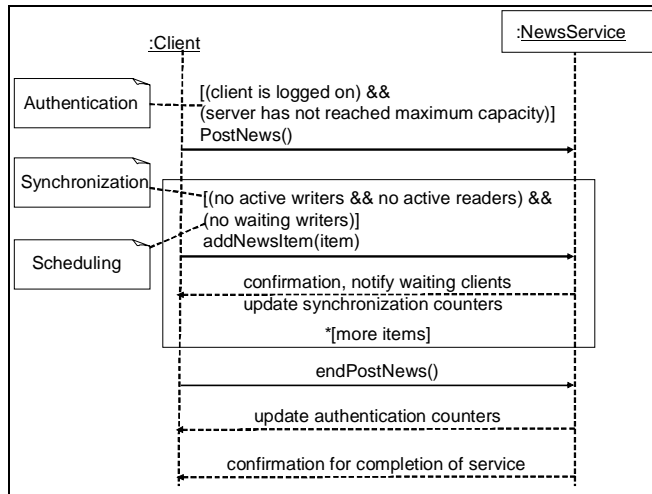 :Client
:NewsService
Authentication
[(client is logged on) &&
(server has not reached maximum capacity)]
PostNews()
Synchronization
[(no active writers && no active readers) &&
(no waiting writers)]
addNewsItem(item)
Scheduling
confirmation, notify waiting clients
update synchronization counters
*[more items]
endPostNews()
update authentication counters
confirmation for completion of service